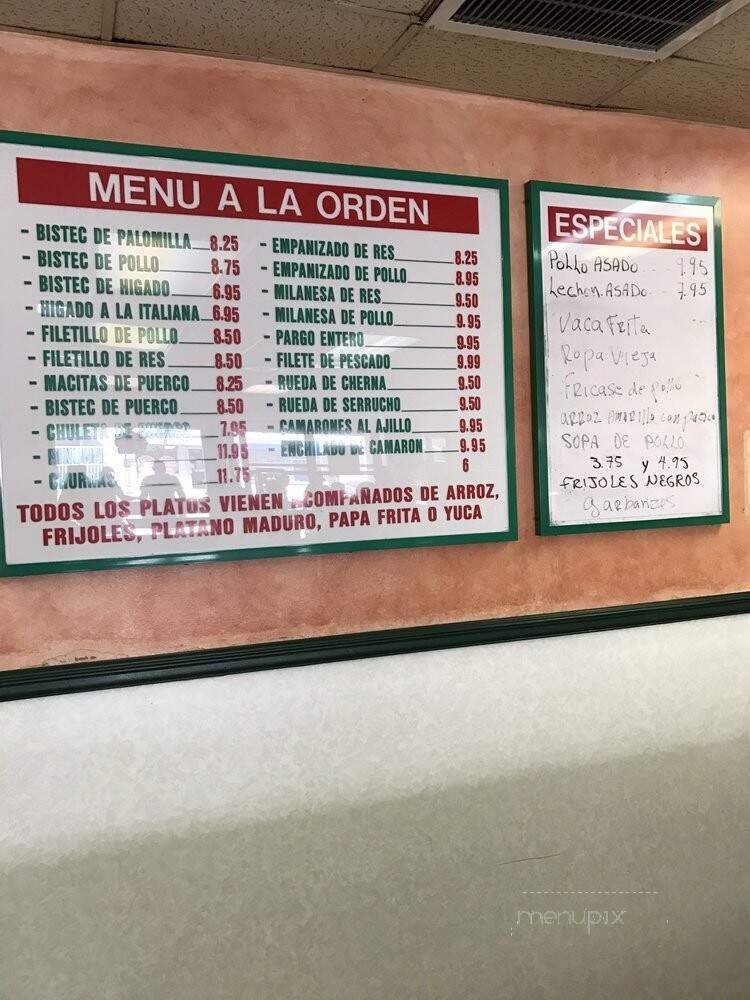 MENU A LA ORDEN
- BISTEC DE PALOMILLA 8.25
- BISTEC DE POLLO 8.75
- BISTEC DE HIGADO 6.95
- HIGADO A LA ITALIANA 6.95
- FILETILLO DE POLLO 8.50
- FILETILLO DE RES 8.50
- MACITAS DE PUERCO 8.25
- BISTEC DE PUERCO 8.50
- CHULETA DE PUERCO 7.95
- 11.95
- 11.75
- EMPANIZADO DE RES 8.25
- EMPANIZADO DE POLLO 8.95
- MILANESA DE RES 9.50
- MILANESA DE POLLO 9.95
- PARGO ENTERO 9.95
- FILETE DE PESCADO 9.99
- RUEDA DE CHERNA 9.50
- RUEDA DE SERRUCHO 9.50
- CAMARONES AL AJILLO 9.95
- ENCHILADO DE CAMARON 9.95
6
TODOS LOS PLATOS VIENEN ACOMPAÑADOS DE ARROZ,
FRIJOLES, PLATANO MADURO, PAPA FRITA O YUCA
ESPECIALES
Pollo ASADO 9.95
Lechon ASADO 7.95
Vaca Frita
Ropa Vieja
Fricase de pollo
ARROZ AMARILLO con
SOPA DE POLLO
3.75 y 4.95
FRIJOLES NEGROS
garbanzos
menupix